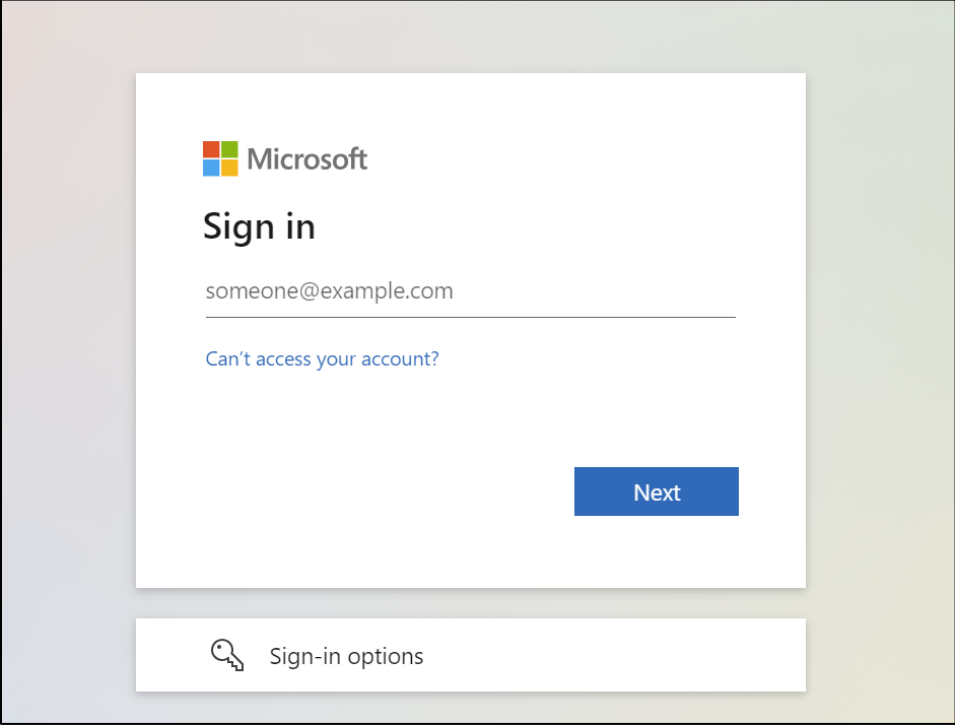 Microsoft
Sign in
someone@example.com
Can’t access your account?
Next
Sign-in options